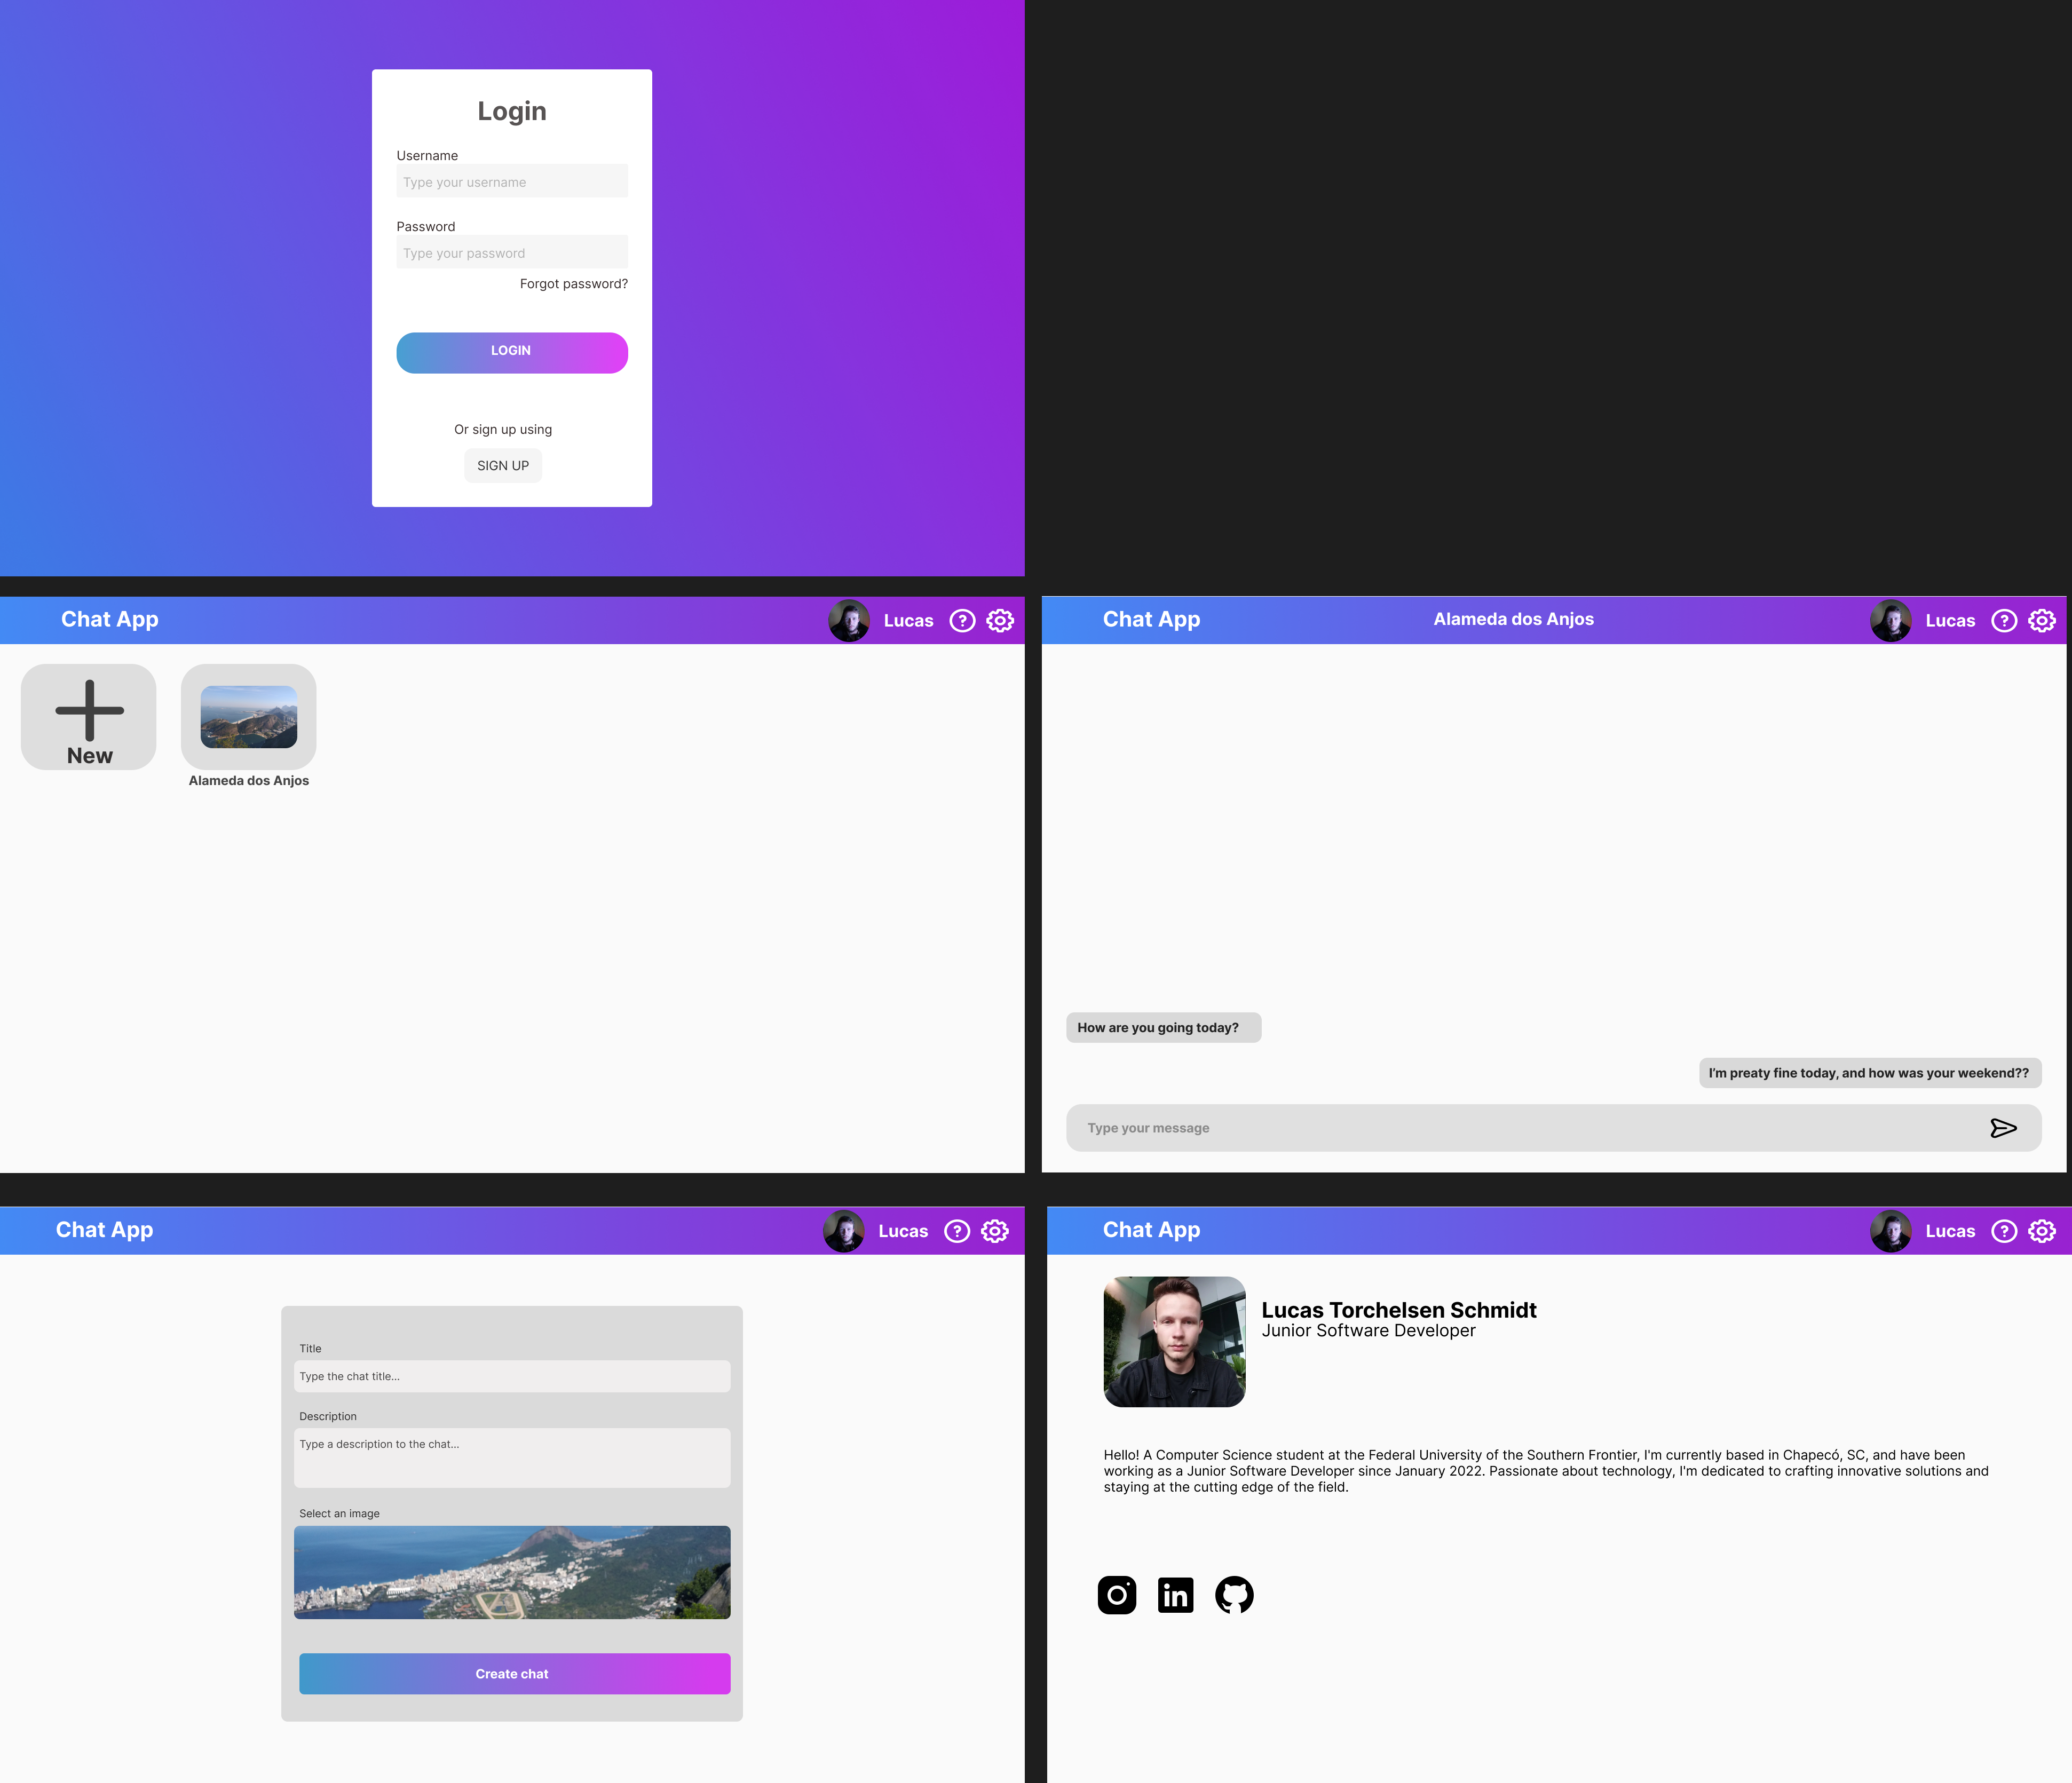 Login
Username
Type your username
Password
Type your password
Forgot password?
LOGIN
Or sign up using
SIGN UP
Chat App
Lucas
?
New
Alameda dos Anjos
Chat App
Alameda dos Anjos
Lucas
?
How are you going today?
I'm preaty fine today, and how was your weekend??
Type your message
Chat App
Lucas
?
Title
Type the chat title...
Description
Type a description to the chat...
Select an image
Create chat
Chat App
Lucas
?
Lucas Torchelsen Schmidt
Junior Software Developer
Hello! A Computer Science student at the Federal University of the Southern Frontier, I'm currently based in Chapecó, SC, and have been
working as a Junior Software Developer since January 2022. Passionate about technology, I'm dedicated to crafting innovative solutions and
staying at the cutting edge of the field.
in